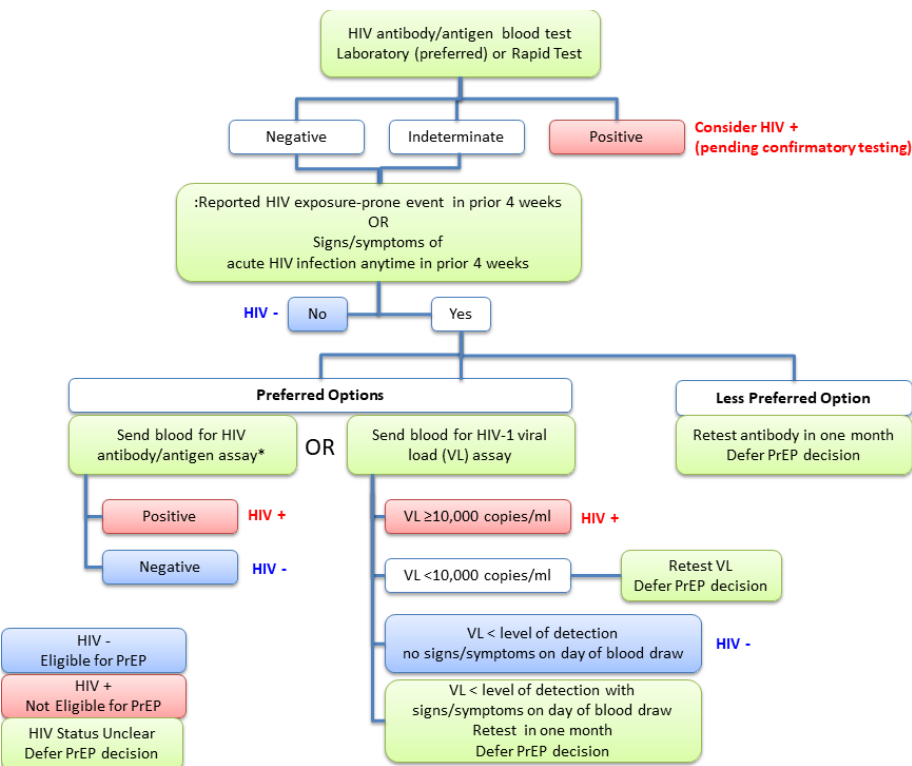 HIV antibody/antigen blood test
Laboratory (preferred) or Rapid Test
Negative
Indeterminate
Positive
Consider HIV +
(pending confirmatory testing)
:Reported HIV exposure-prone event in prior 4 weeks
OR
Signs/symptoms of
acute HIV infection anytime in prior 4 weeks
HIV -
No
Yes
Preferred Options
Less Preferred Option
Send blood for HIV
antibody/antigen assay*
OR
Send blood for HIV-1 viral
load (VL) assay
Retest antibody in one month
Defer PrEP decision
Positive
HIV +
Negative
HIV -
VL ≥10,000 copies/ml
HIV +
VL <10,000 copies/ml
Retest VL
Defer PrEP decision
VL < level of detection
no signs/symptoms on day of blood draw
HIV -
VL < level of detection with
signs/symptoms on day of blood draw
Retest in one month
Defer PrEP decision
HIV -
Eligible for PrEP
HIV +
Not Eligible for PrEP
HIV Status Unclear
Defer PrEP decision